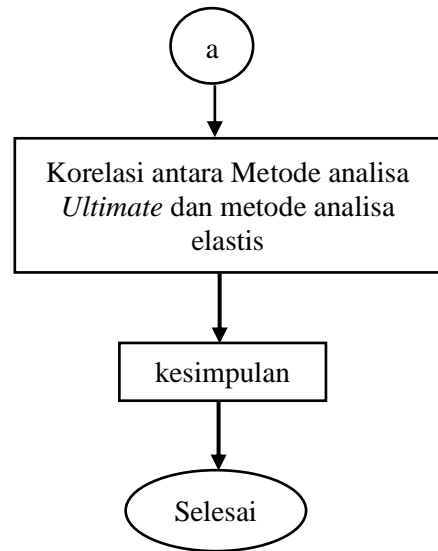 a
Korelasi antara Metode analisa
Ultimate dan metode analisa
elastis
kesimpulan
Selesai